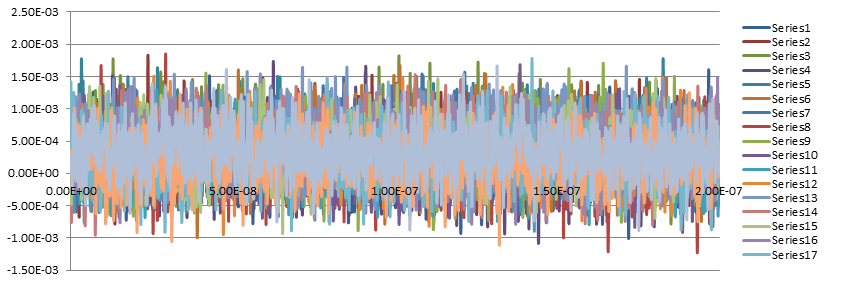 2.50E-03
2.00E-03
1.50E-03
1.00E-03
5.00E-04
0.00E+00
0.00E+00 5.00E-08 1.00E-07 1.50E-07 2.00E-07
-5.00E-04
-1.00E-03
-1.50E-03
Series1
Series2
Series3
Series4
Series5
Series6
Series7
Series8
Series9
Series10
Series11
Series12
Series13
Series14
Series15
Series16
Series17